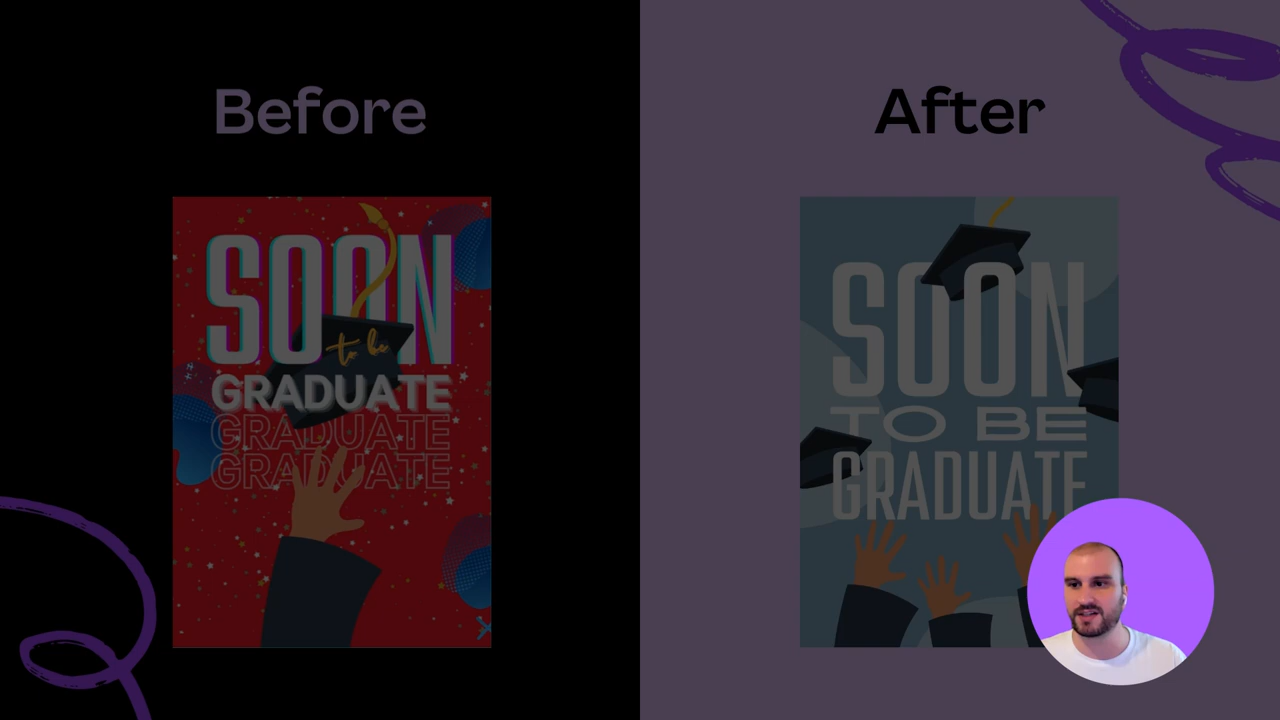 Before
SOON
to be
GRADUATE
GRADUATE
GRADUATE
After
SOON
TO BE
GRADUATE